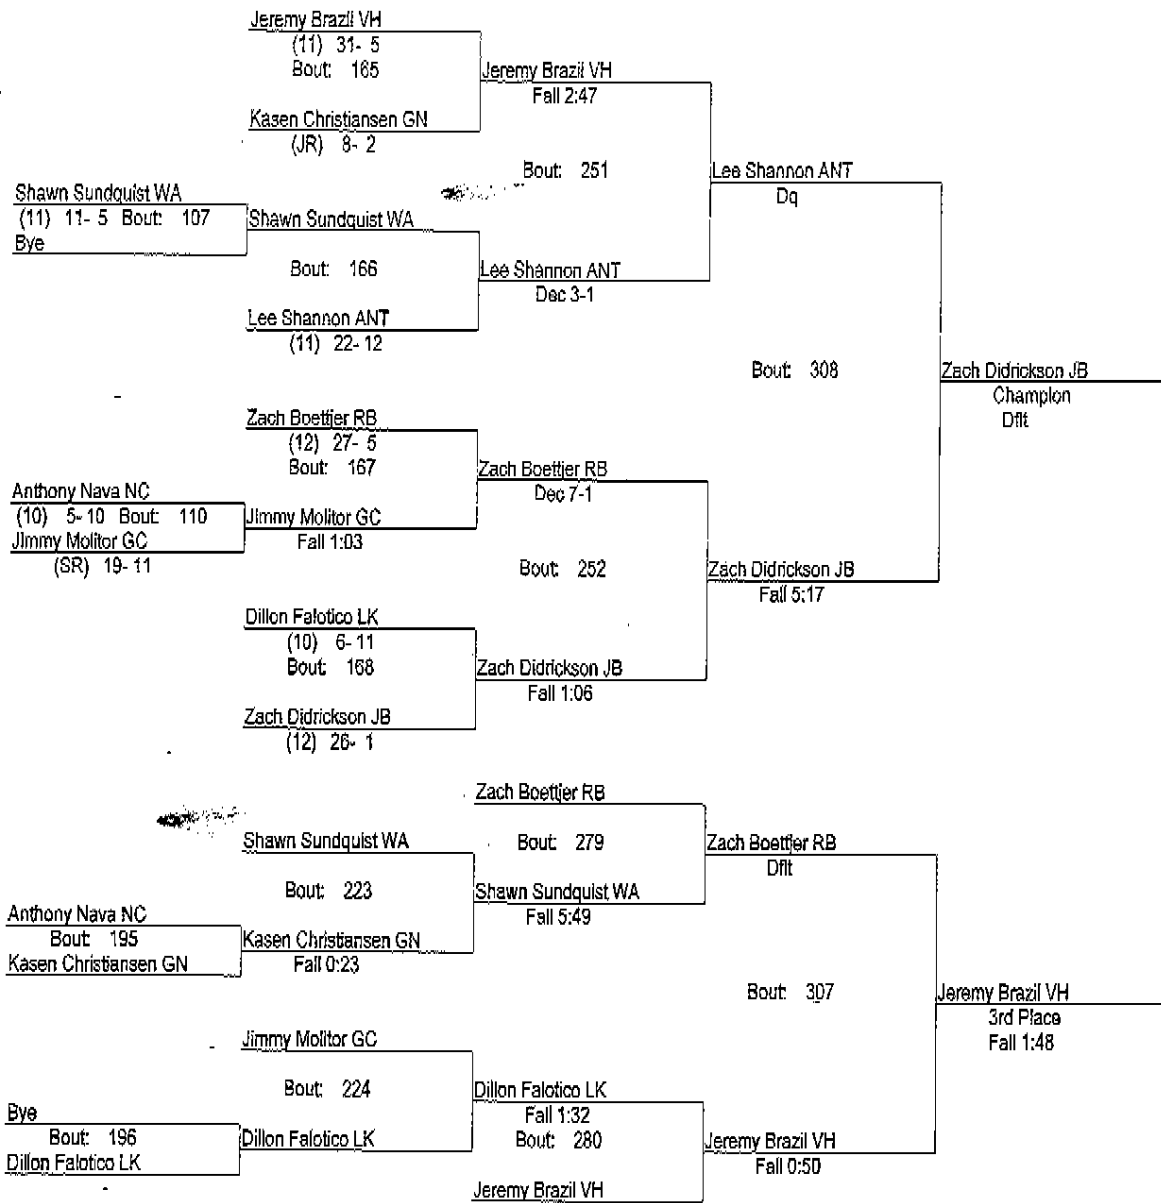 Jeremy Brazil VH
(11) 31- 5
Bout: 165
Jeremy Brazil VH
Fall 2:47
Kasen Christiansen GN
(JR) 8- 2
Bout: 251
Lee Shannon ANT
Dq
Shawn Sundquist WA
(11) 11- 5 Bout: 107
Bye
Shawn Sundquist WA
Bout: 166
Lee Shannon ANT
Dec 3-1
Lee Shannon ANT
(11) 22- 12
Bout: 308
Zach Didrickson JB
Champion
Dflt
Zach Boettjer RB
(12) 27- 5
Bout: 167
Zach Boettjer RB
Dec 7-1
Anthony Nava NC
(10) 5- 10 Bout: 110
Jimmy Molitor GC
(SR) 19- 11
Jimmy Molitor GC
Fall 1:03
Bout: 252
Zach Didrickson JB
Fall 5:17
Dillon Falotico LK
(10) 6- 11
Bout: 168
Zach Didrickson JB
Fall 1:06
Zach Didrickson JB
(12) 26- 1
Zach Boettjer RB
Bout: 279
Zach Boettjer RB
Dflt
Shawn Sundquist WA
Bout: 223
Shawn Sundquist WA
Fall 5:49
Anthony Nava NC
Bout: 195
Kasen Christiansen GN
Kasen Christiansen GN
Fall 0:23
Bout: 307
Jeremy Brazil VH
3rd Place
Fall 1:48
Jimmy Molitor GC
Bout: 224
Dillon Falotico LK
Fall 1:32
Bye
Bout: 196
Dillon Falotico LK
Dillon Falotico LK
Bout: 280
Jeremy Brazil VH
Fall 0:50
Jeremy Brazil VH